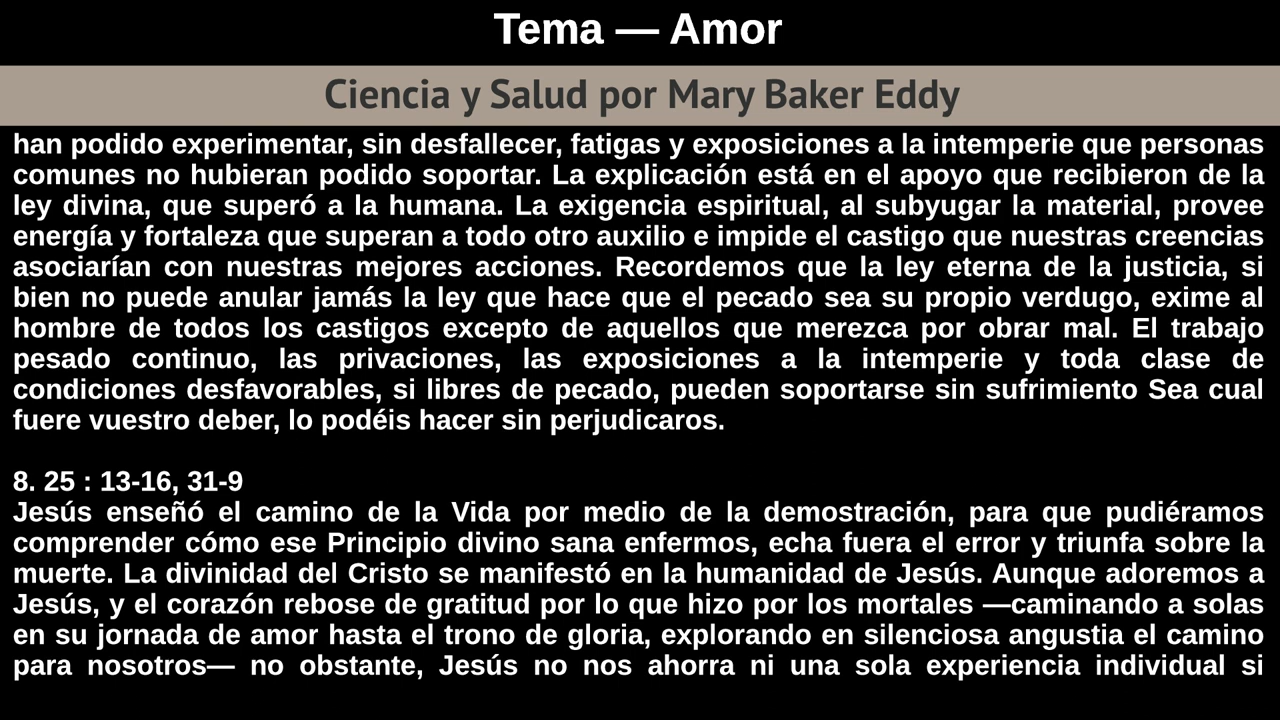 Tema — Amor
Ciencia y Salud por Mary Baker Eddy
han podido experimentar, sin desfallecer, fatigas y exposiciones a la intemperie que personas
comunes no hubieran podido soportar. La explicación está en el apoyo que recibieron de la
ley divina, que superó a la humana. La exigencia espiritual, al subyugar la material, provee
energía y fortaleza que superan a todo otro auxilio e impide el castigo que nuestras creencias
asociarían con nuestras mejores acciones. Recordemos que la ley eterna de la justicia, si
bien no puede anular jamás la ley que hace que el pecado sea su propio verdugo, exime al
hombre de todos los castigos excepto de aquellos que merezca por obrar mal. El trabajo
pesado continuo, las privaciones, las exposiciones a la intemperie y toda clase de
condiciones desfavorables, si libres de pecado, pueden soportarse sin sufrimiento Sea cual
fuere vuestro deber, lo podéis hacer sin perjudicaros.
8. 25 : 13-16, 31-9
Jesús enseñó el camino de la Vida por medio de la demostración, para que pudiéramos
comprender cómo ese Principio divino sana enfermos, echa fuera el error y triunfa sobre la
muerte. La divinidad del Cristo se manifestó en la humanidad de Jesús. Aunque adoremos a
Jesús, y el corazón rebose de gratitud por lo que hizo por los mortales —caminando a solas
en su jornada de amor hasta el trono de gloria, explorando en silenciosa angustia el camino
para nosotros— no obstante, Jesús no nos ahorra ni una sola experiencia individual si